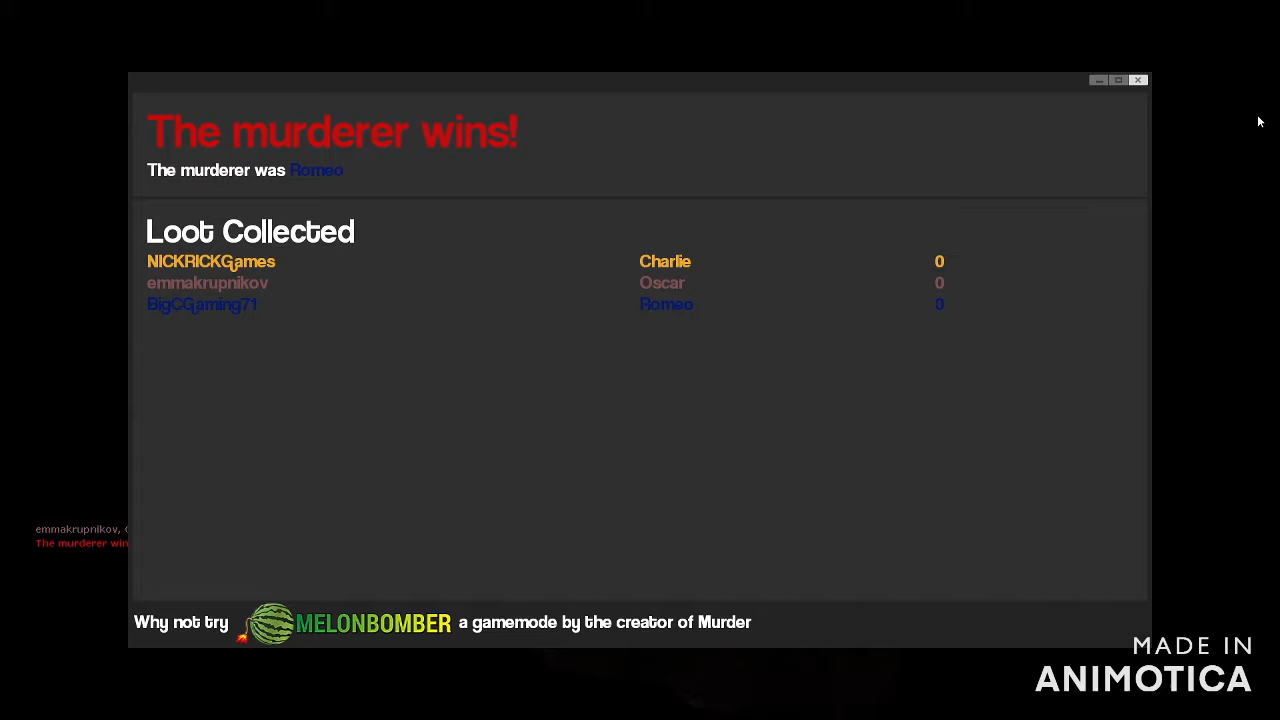 The murderer wins!
The murderer was Romeo
Loot Collected
NICKRICKGames Charlie 0
emmakrupnikov Oscar 0
BigCGaming71 Romeo 0
emmakrupnikov,
The murderer win
Why not try MELONBOMBER a gamemode by the creator of Murder
MADE IN
ANIMOTICA